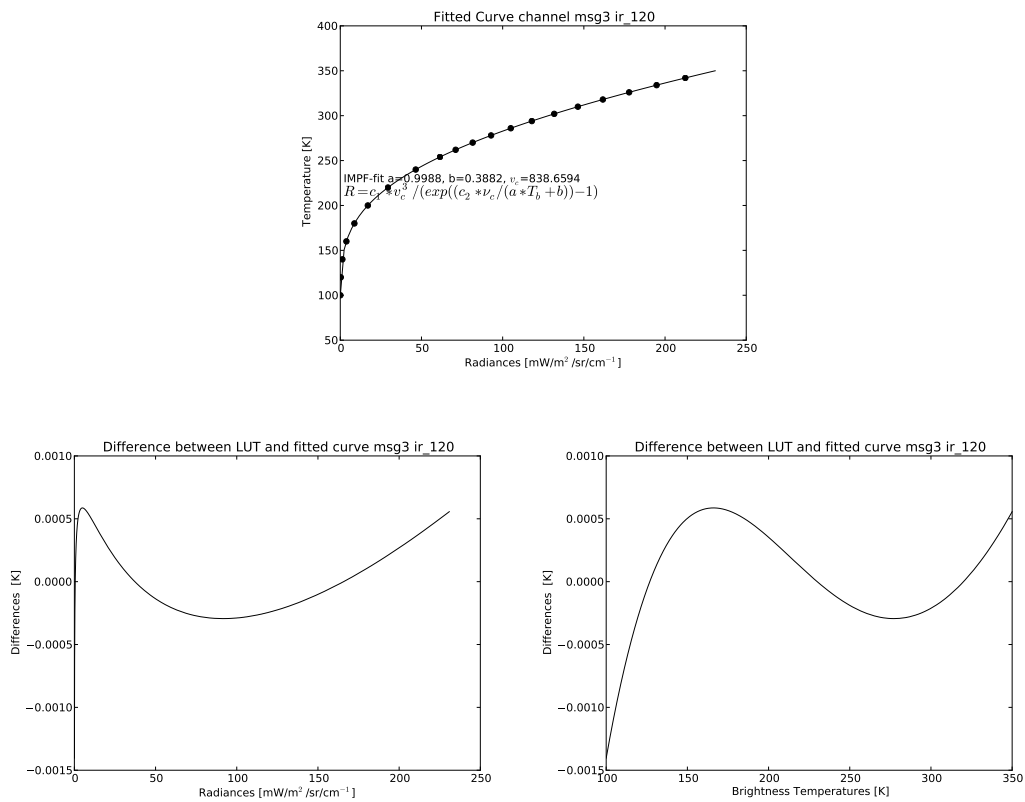 Fitted Curve channel msg3 ir_120
400
350
300
250
200
150
100
50
Temperature [K]
IMPF-fit a=0.9988, b=0.3882, v_c=838.6594
R=c_1*v_c^3/(exp((c_2*ν_c/(a*T_b+b))−1)
0 50 100 150 200 250
Radiances [mW/m²/sr/cm⁻¹]
Difference between LUT and fitted curve msg3 ir_120
0.0010
0.0005
0.0000
−0.0005
−0.0010
−0.0015
Differences [K]
0 50 100 150 200 250
Radiances [mW/m²/sr/cm⁻¹]
Difference between LUT and fitted curve msg3 ir_120
0.0010
0.0005
0.0000
−0.0005
−0.0010
−0.0015
Differences [K]
100 150 200 250 300 350
Brightness Temperatures [K]